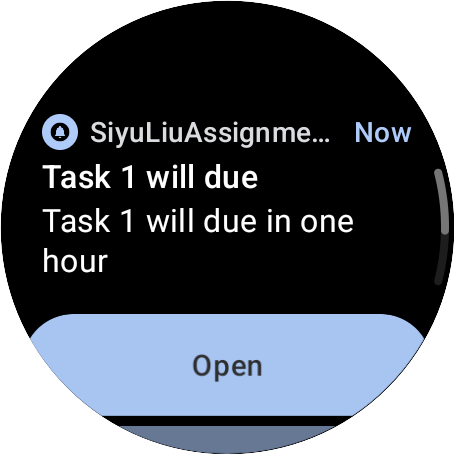 SiyuLiuAssignme... Now
Task 1 will due
Task 1 will due in one
hour
Open